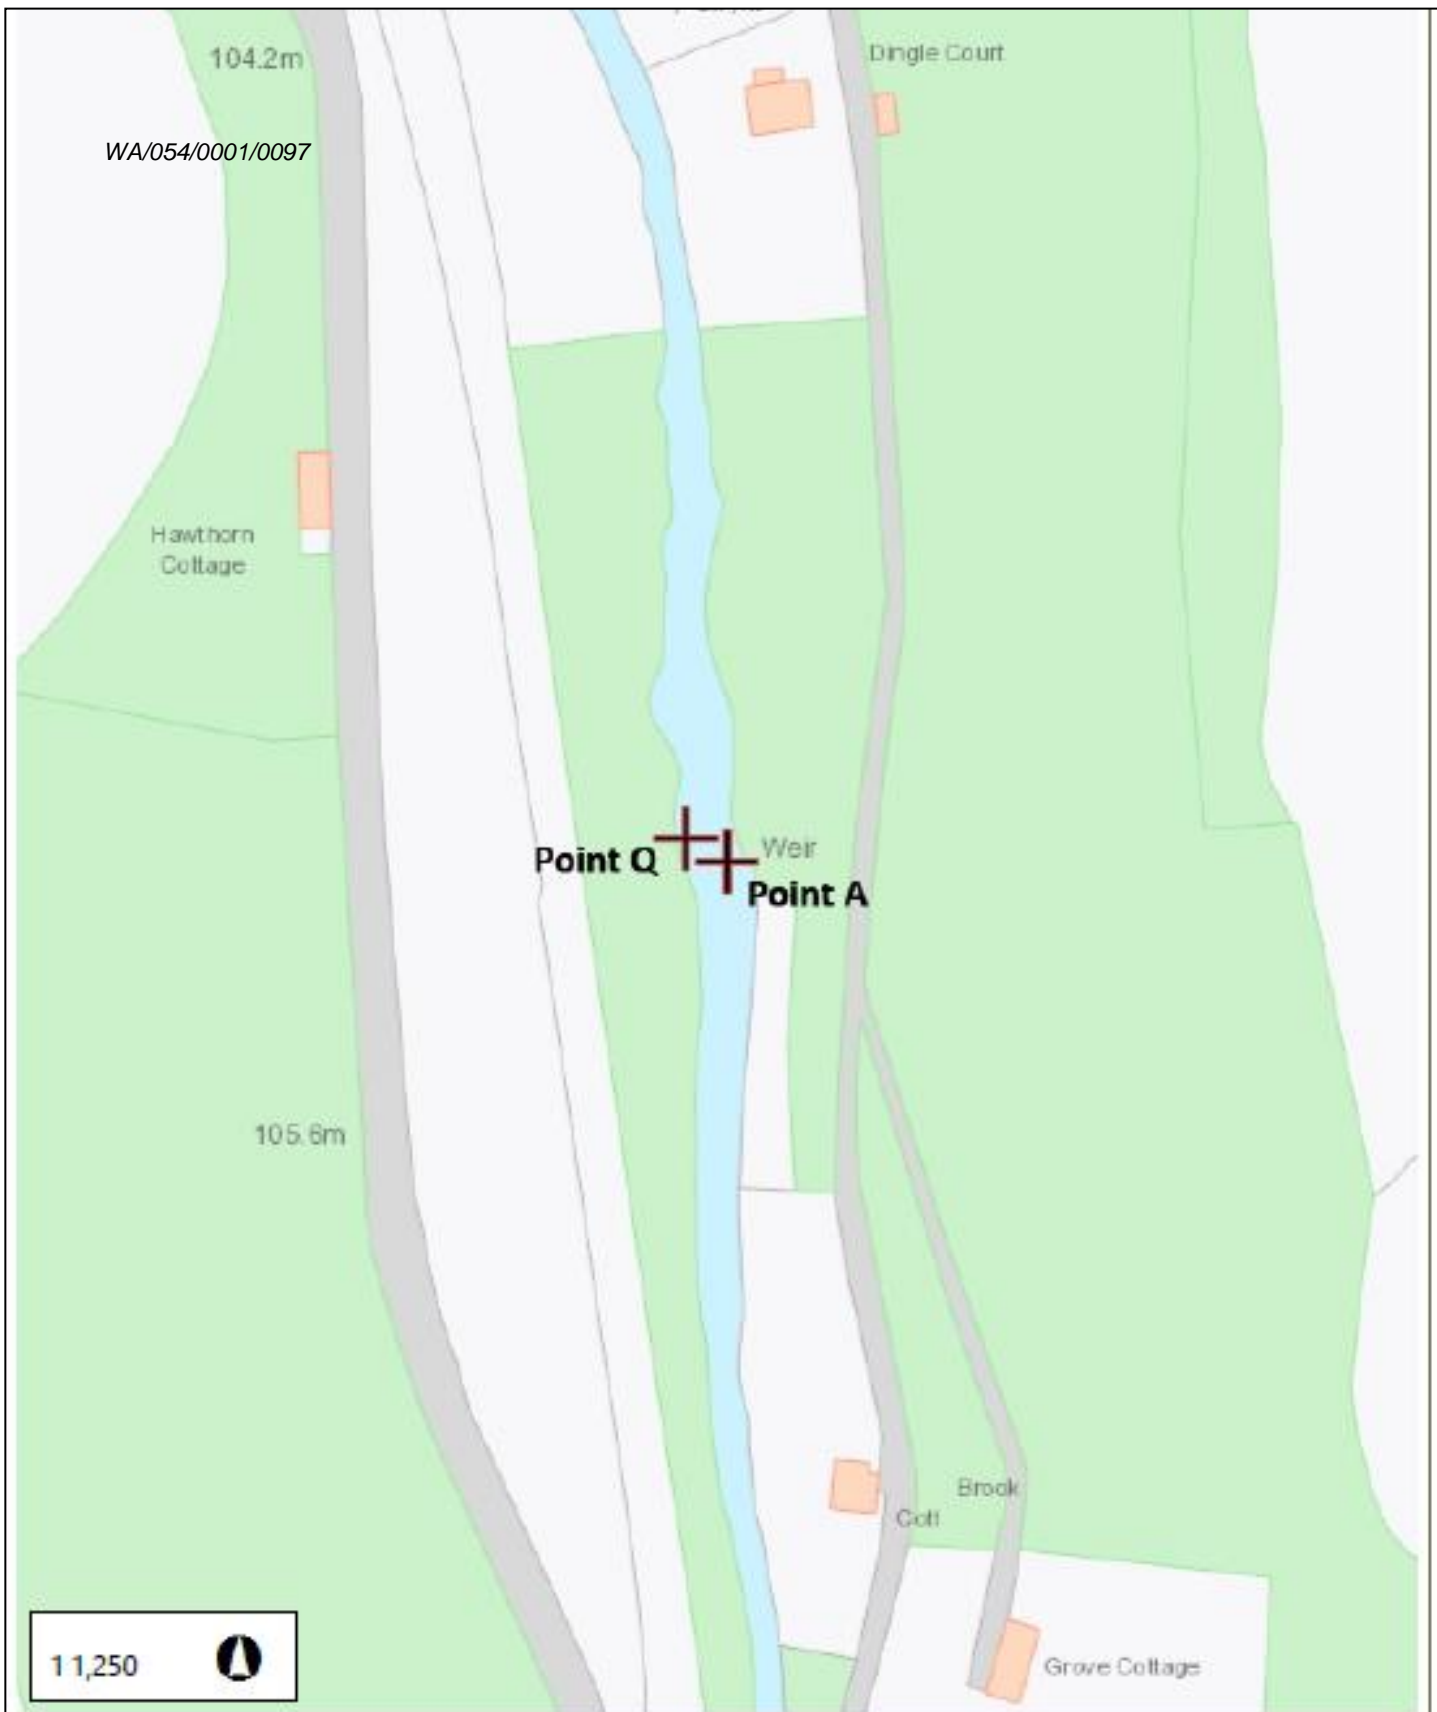 104.2m
Dingle Court
WA/054/0001/0097
Hawthorn
Cottage
Weir
Point Q
Point A
105.6m
Brook
Cott
11,250
Grove Cottage